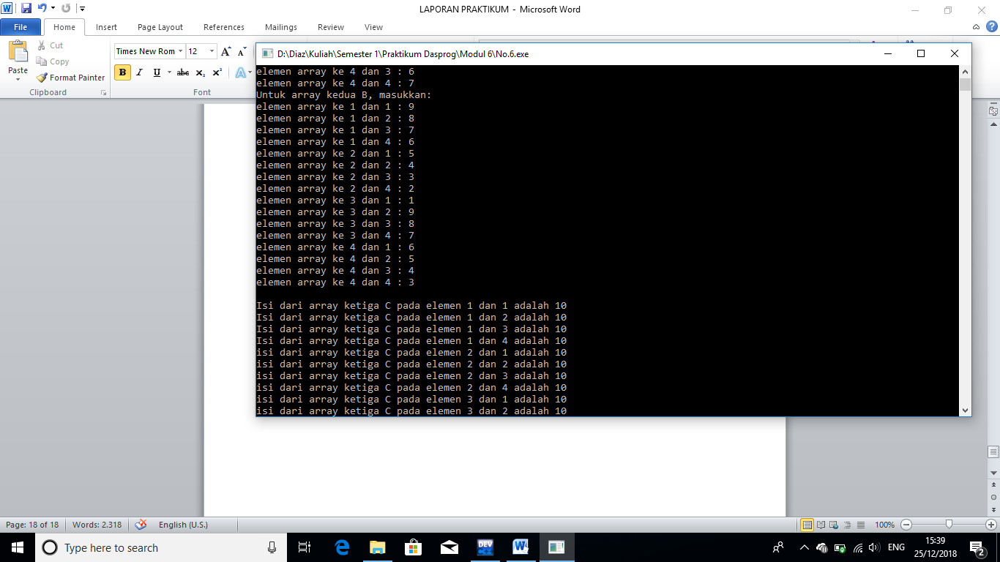 LAPORAN PRAKTIKUM - Microsoft Word
File Home Insert Page Layout References Mailings Review View
Cut
Copy
Format Painter
Paste
Clipboard
Times New Rom 12
B I U abc X₂ X² A
Font
D:\Diaz\Kuliah\Semester 1\Praktikum Dasprog\Modul 6\No.6.exe
elemen array ke 4 dan 3 : 6
elemen array ke 4 dan 4 : 7
Untuk array kedua B, masukkan:
elemen array ke 1 dan 1 : 9
elemen array ke 1 dan 2 : 8
elemen array ke 1 dan 3 : 7
elemen array ke 1 dan 4 : 6
elemen array ke 2 dan 1 : 5
elemen array ke 2 dan 2 : 4
elemen array ke 2 dan 3 : 3
elemen array ke 2 dan 4 : 2
elemen array ke 3 dan 1 : 1
elemen array ke 3 dan 2 : 9
elemen array ke 3 dan 3 : 8
elemen array ke 3 dan 4 : 7
elemen array ke 4 dan 1 : 6
elemen array ke 4 dan 2 : 5
elemen array ke 4 dan 3 : 4
elemen array ke 4 dan 4 : 3
Isi dari array ketiga C pada elemen 1 dan 1 adalah 10
Isi dari array ketiga C pada elemen 1 dan 2 adalah 10
Isi dari array ketiga C pada elemen 1 dan 3 adalah 10
Isi dari array ketiga C pada elemen 1 dan 4 adalah 10
isi dari array ketiga C pada elemen 2 dan 1 adalah 10
isi dari array ketiga C pada elemen 2 dan 2 adalah 10
isi dari array ketiga C pada elemen 2 dan 3 adalah 10
isi dari array ketiga C pada elemen 2 dan 4 adalah 10
isi dari array ketiga C pada elemen 3 dan 1 adalah 10
isi dari array ketiga C pada elemen 3 dan 2 adalah 10
Page: 18 of 18 Words: 2.318 English (U.S.) 100%
Type here to search
DEV
ENG
15:39
25/12/2018
2